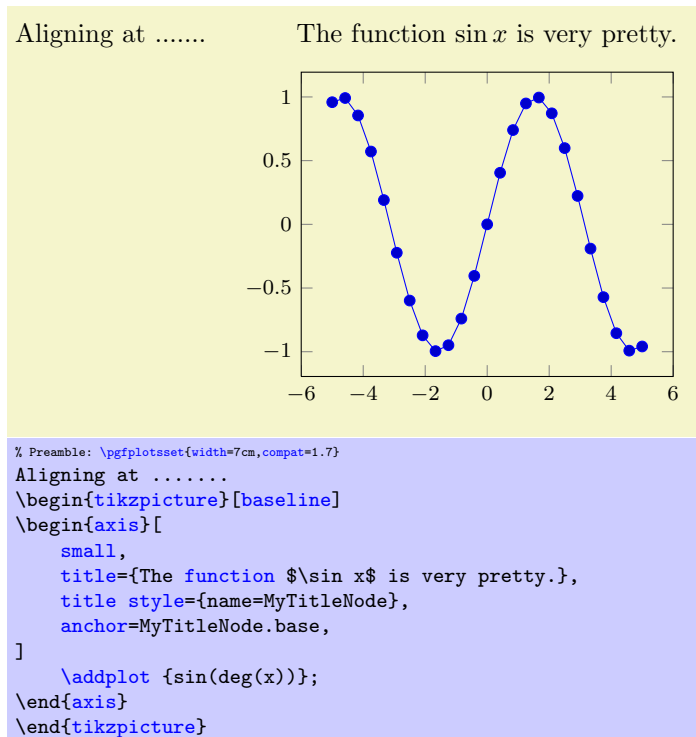 Aligning at ....... The function sin x is very pretty.
1
0.5
0
−0.5
−1
−6 −4 −2 0 2 4 6
% Preamble: \pgfplotsset{width=7cm,compat=1.7}
Aligning at .......
\begin{tikzpicture}[baseline]
\begin{axis}[
    small,
    title={The function $\sin x$ is very pretty.},
    title style={name=MyTitleNode},
    anchor=MyTitleNode.base,
]
    \addplot {sin(deg(x))};
\end{axis}
\end{tikzpicture}